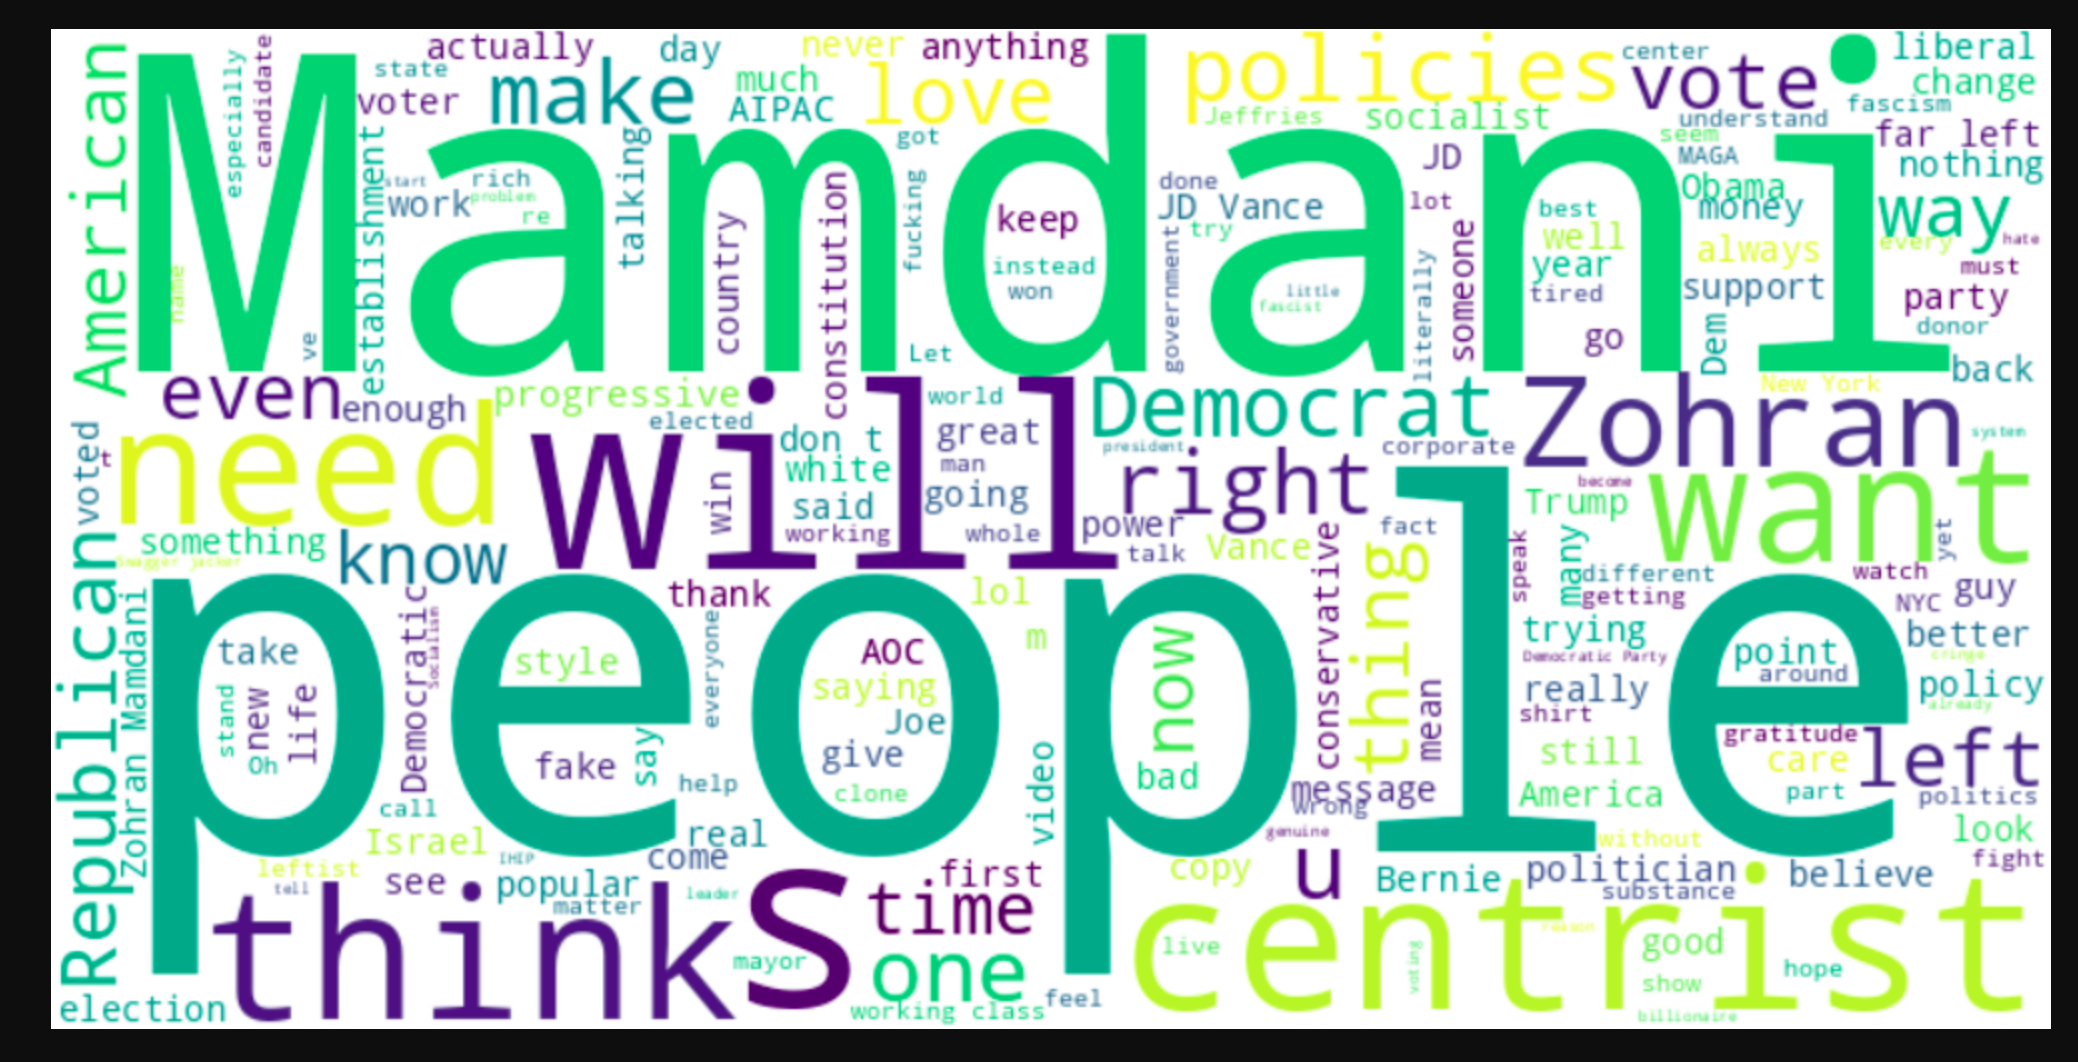 American
especially
candidate
actually
state
voter
day
make
much
AIPAC
never
love
anything
policies
center
vote
liberal
change
Jeffries
socialist
understand
fascism
seem
far left
Mamdani
establishment
start
rich
problem
work
re
talking
got
country
constitution
fucking
keep
instead
won
done
JD
MAGA
nothing
JD Vance
lot
Obama
money
way
try
best
well
always
every
hate
government
someone
year
support
must
party
little
fascist
literally
tired
name
ve
Let
go
Dem
donor
back
even
enough
progressive
elected
world
Democrat
New York
Zohran
voted
t
need
will
don t
great
president
corporate
system
white
man
right
become
win
said
going
Trump
want
something
know
working
whole
power
fact
talk
Vance
speak
many
yet
Swagger jacker
Republican
thank
lol
conservative
thing
different
watch
guy
getting
NYC
Zohran Mamdani
people
Democratic
Socialism
everyone
m
trying
better
take
style
AOC
now
Democratic Party
point
cringe
saying
around
stand
new
life
really
policy
mean
shirt
already
Joe
Oh
fake
say
give
video
gratitude
left
still
care
bad
help
clone
message
America
part
politics
call
wrong
Israel
real
genuine
without
look
leftist
IHIP
come
first
copy
u
Bernie
politician
believe
fight
tell
see
popular
leader
substance
matter
think
s
time
centrist
reason
live
good
mayor
one
voting
hope
show
election
working class
feel
billionaire